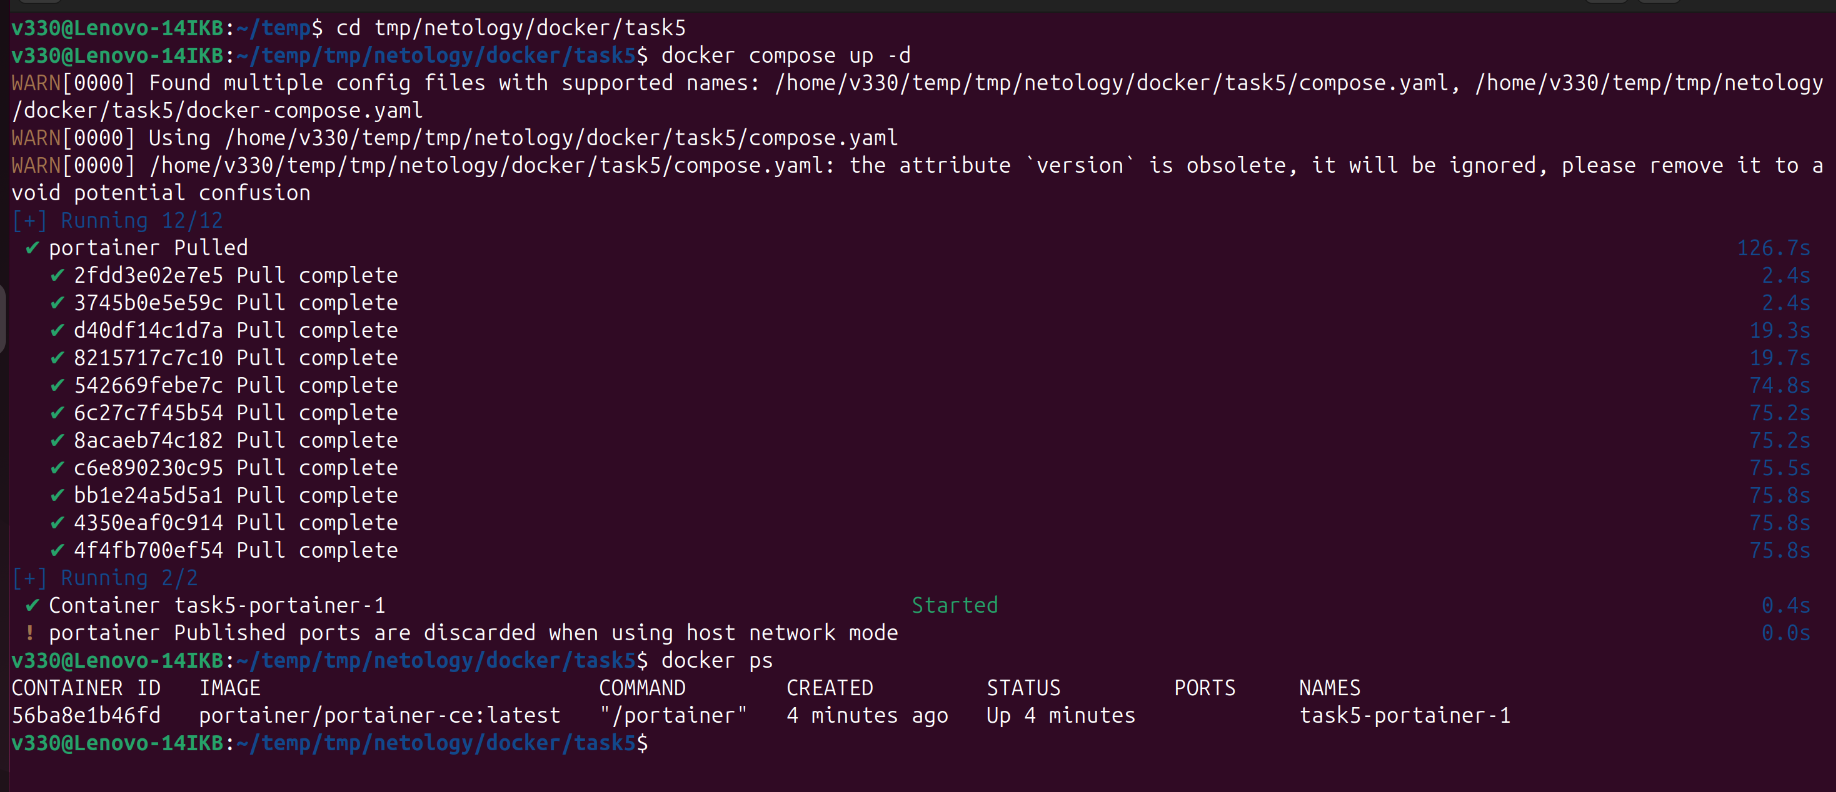 v330@Lenovo-14IKB:~/temp$ cd tmp/netology/docker/task5
v330@Lenovo-14IKB:~/temp/tmp/netology/docker/task5$ docker compose up -d
WARN[0000] Found multiple config files with supported names: /home/v330/temp/tmp/netology/docker/task5/compose.yaml, /home/v330/temp/tmp/netology
/docker/task5/docker-compose.yaml
WARN[0000] Using /home/v330/temp/tmp/netology/docker/task5/compose.yaml
WARN[0000] /home/v330/temp/tmp/netology/docker/task5/compose.yaml: the attribute `version` is obsolete, it will be ignored, please remove it to a
void potential confusion
[+] Running 12/12
✔ portainer Pulled 126.7s
✔ 2fdd3e02e7e5 Pull complete 2.4s
✔ 3745b0e5e59c Pull complete 2.4s
✔ d40df14c1d7a Pull complete 19.3s
✔ 8215717c7c10 Pull complete 19.7s
✔ 542669febe7c Pull complete 74.8s
✔ 6c27c7f45b54 Pull complete 75.2s
✔ 8acaeb74c182 Pull complete 75.2s
✔ c6e890230c95 Pull complete 75.5s
✔ bb1e24a5d5a1 Pull complete 75.8s
✔ 4350eaf0c914 Pull complete 75.8s
✔ 4f4fb700ef54 Pull complete 75.8s
[+] Running 2/2
✔ Container task5-portainer-1 Started 0.4s
! portainer Published ports are discarded when using host network mode 0.0s
v330@Lenovo-14IKB:~/temp/tmp/netology/docker/task5$ docker ps
CONTAINER ID IMAGE COMMAND CREATED STATUS PORTS NAMES
56ba8e1b46fd portainer/portainer-ce:latest "/portainer" 4 minutes ago Up 4 minutes task5-portainer-1
v330@Lenovo-14IKB:~/temp/tmp/netology/docker/task5$